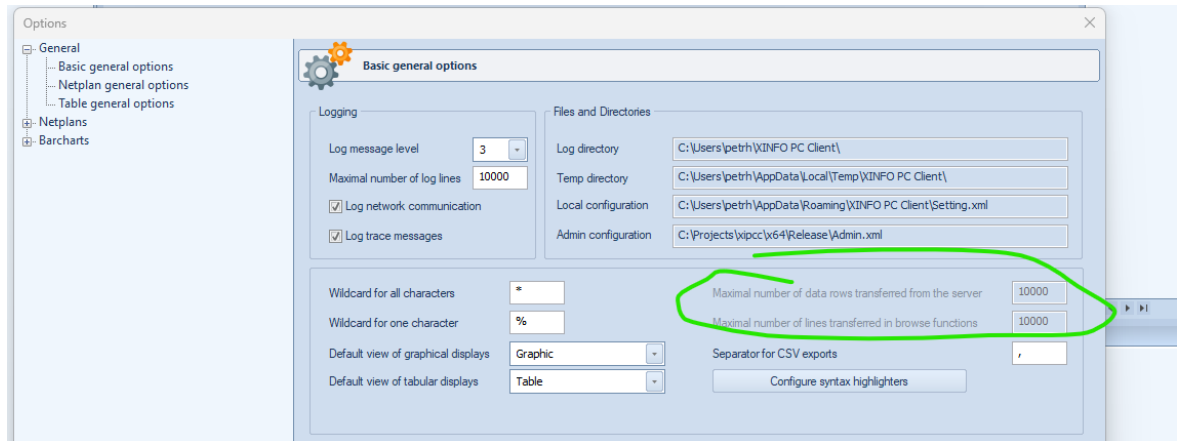 Options
General
Basic general options
Netplan general options
Table general options
Netplans
Barcharts
Basic general options
Logging
Log message level
3
Maximal number of log lines
10000
Log network communication
Log trace messages
Files and Directories
Log directory
C:\Users\petrh\XINFO PC Client\
Temp directory
C:\Users\petrh\AppData\Local\Temp\XINFO PC Client\
Local configuration
C:\Users\petrh\AppData\Roaming\XINFO PC Client\Setting.xml
Admin configuration
C:\Projects\xipcc\x64\Release\Admin.xml
Wildcard for all characters
*
Wildcard for one character
%
Default view of graphical displays
Graphic
Default view of tabular displays
Table
Maximal number of data rows transferred from the server
10000
Maximal number of lines transferred in browse functions
10000
Separator for CSV exports
,
Configure syntax highlighters